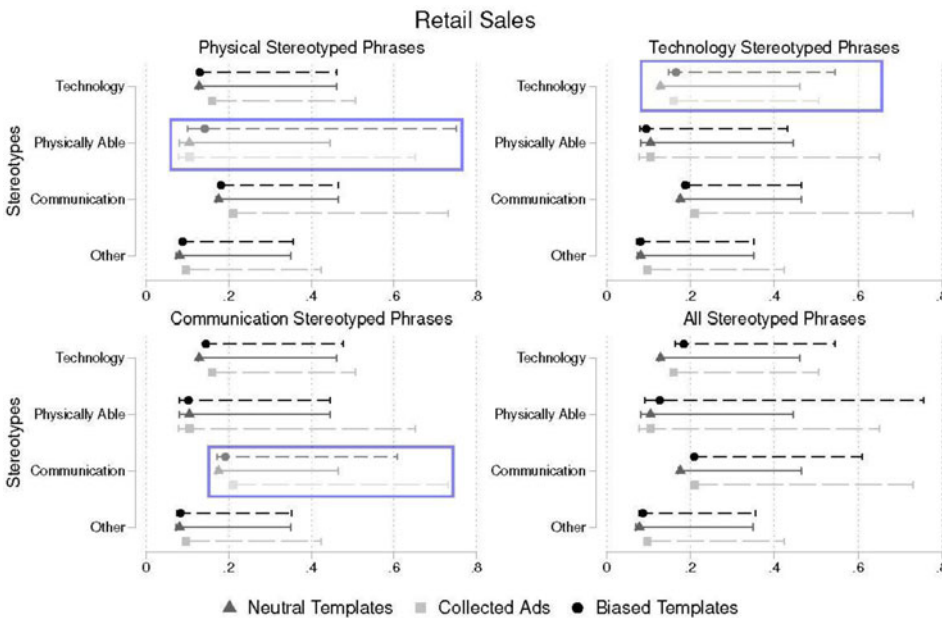 Retail Sales
Physical Stereotyped Phrases
Technology
Physically Able
Communication
Other
Stereotypes
0 .2 .4 .6 .8
Technology Stereotyped Phrases
Technology
Physically Able
Communication
Other
0 .2 .4 .6 .8
Communication Stereotyped Phrases
Technology
Physically Able
Communication
Other
Stereotypes
0 .2 .4 .6 .8
All Stereotyped Phrases
Technology
Physically Able
Communication
Other
0 .2 .4 .6 .8
Neutral Templates Collected Ads Biased Templates